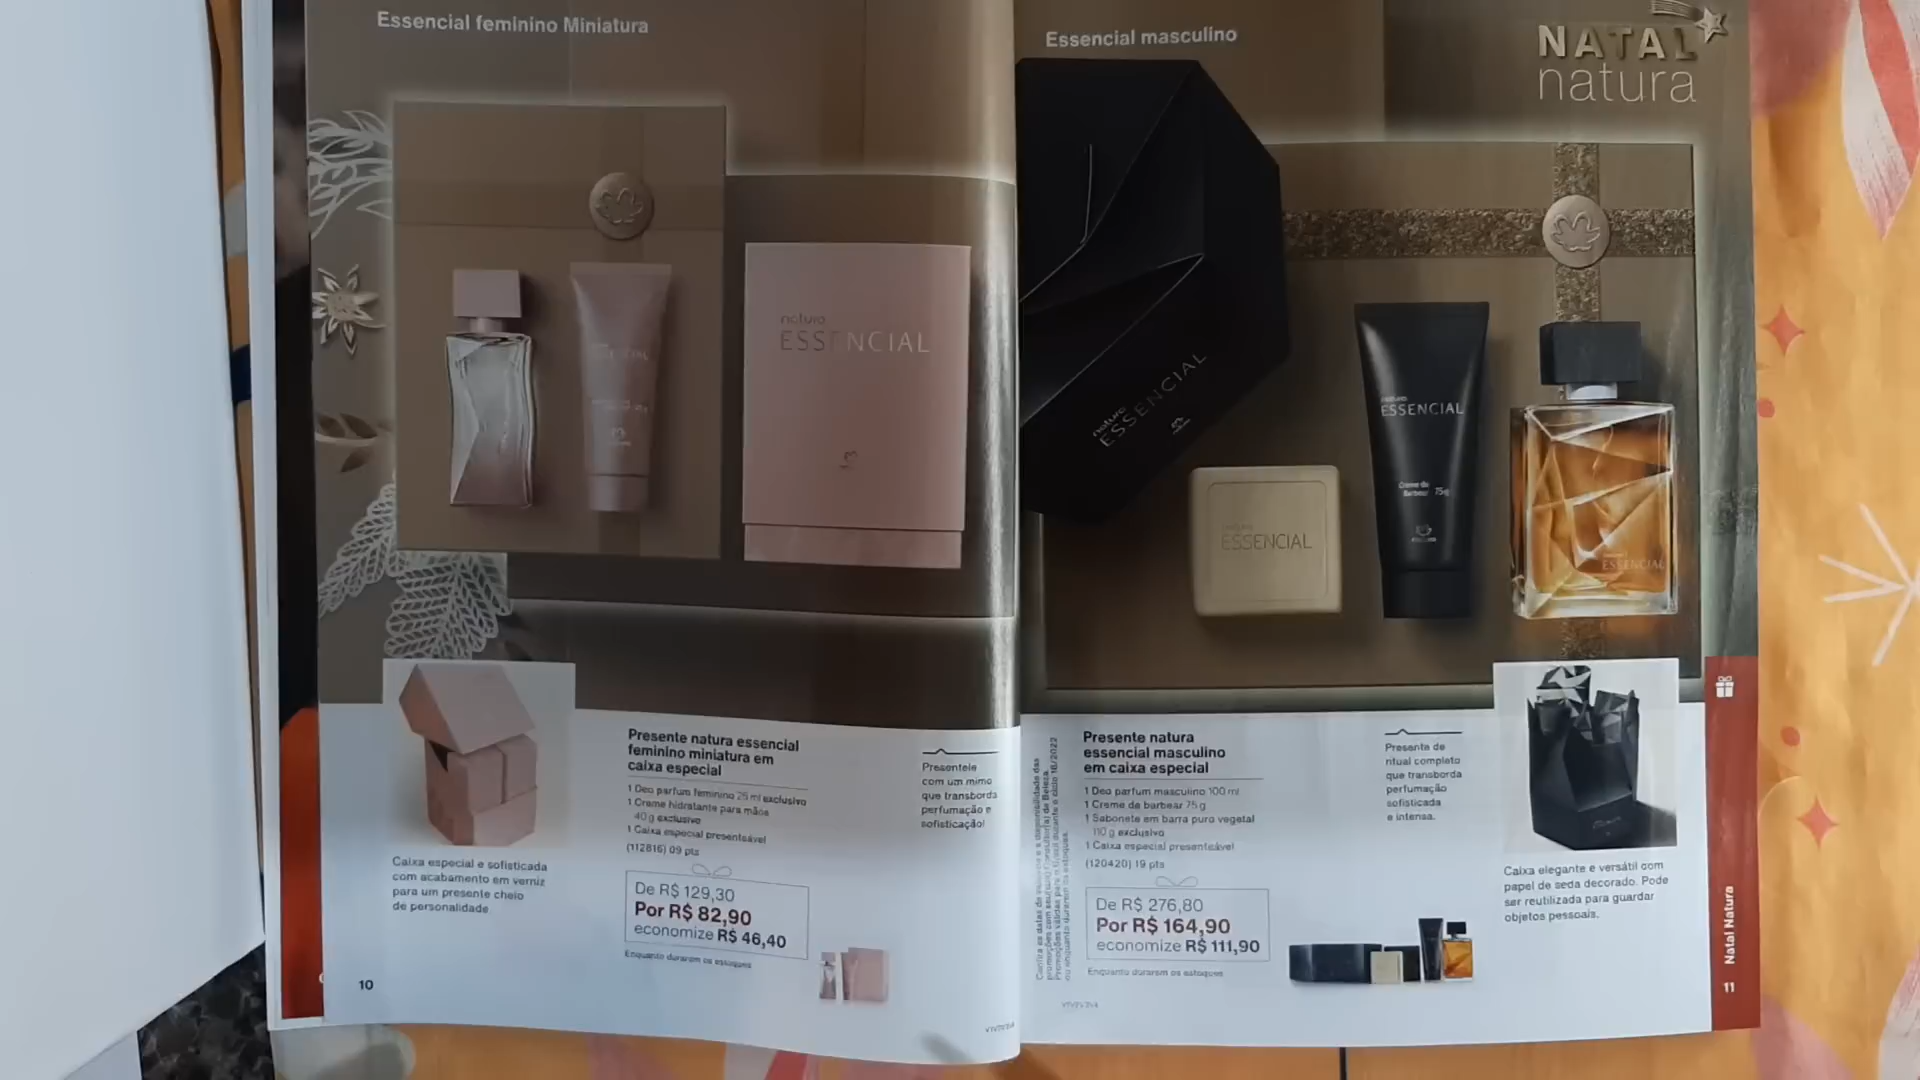 Essencial feminino Miniatura
natura
ESSENCIAL
Presente natura essencial
feminino miniatura em
caixa especial
1 Deo parfum feminino 25 ml exclusivo
1 Creme hidratante para mãos
40 g exclusivo
1 Caixa especial presenteável
(112816) 09 pts
De R$ 129,30
Por R$ 82,90
economize R$ 46,40
Enquanto durarem os estoques
Presenteie
com um mimo
que transborda
perfumação e
sofisticação!
Caixa especial e sofisticada
com acabamento em verniz
para um presente cheio
de personalidade
10
Essencial masculino
NATAL
natura
natura
ESSENCIAL
ESSENCIAL
natura
ESSENCIAL
Creme de
Barbear 75g
ESSENCIAL
Presente natura
essencial masculino
em caixa especial
1 Deo parfum masculino 100 ml
1 Creme de barbear 75 g
1 Sabonete em barra puro vegetal
110 g exclusivo
1 Caixa especial presenteável
(120420) 19 pts
De R$ 276,80
Por R$ 164,90
economize R$ 111,90
Enquanto durarem os estoques
Presente de
ritual completo
que transborda
perfumação
sofisticada
e intensa.
Caixa elegante e versátil com
papel de seda decorado. Pode
ser reutilizada para guardar
objetos pessoais.
Natal Natura
11